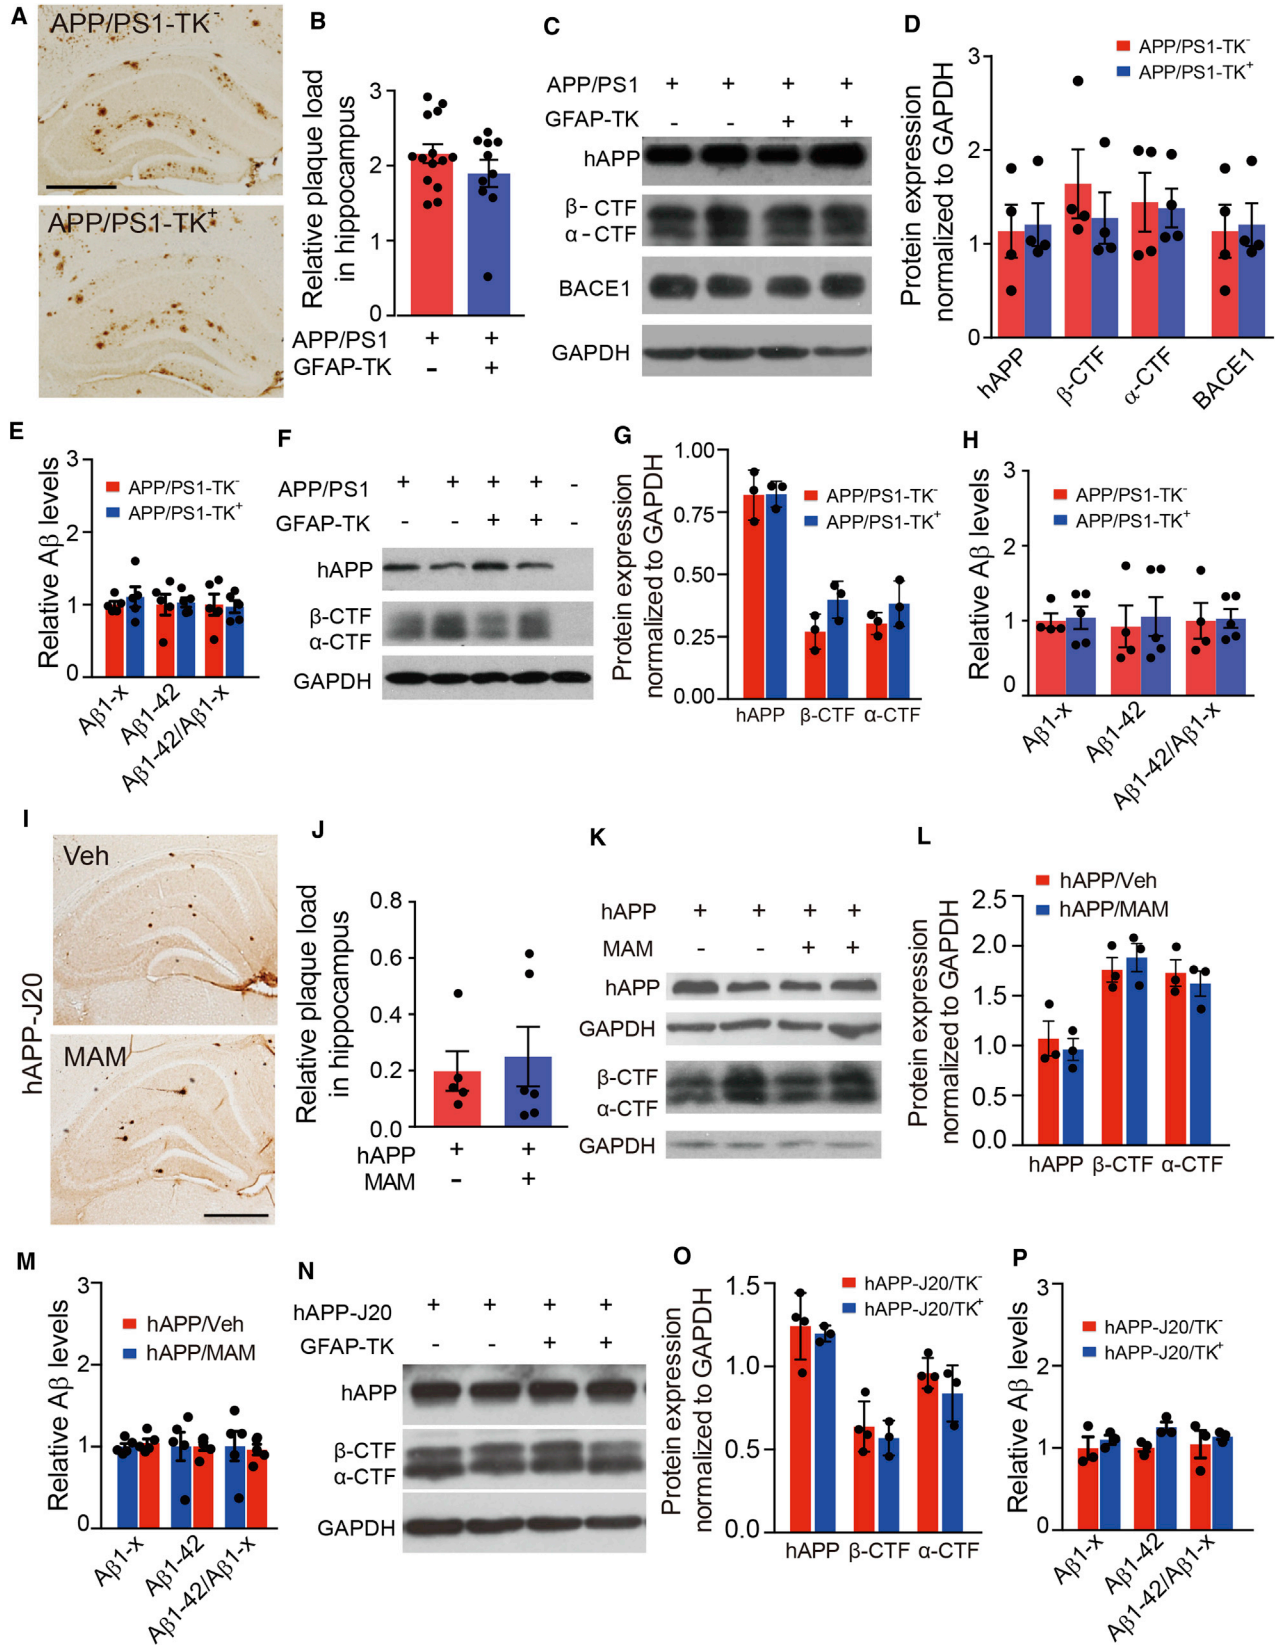 A
APP/PS1-TK-
APP/PS1-TK+
B
Relative plaque load
in hippocampus
3
2
1
0
APP/PS1 + +
GFAP-TK - +
C
APP/PS1 + + + +
GFAP-TK - - + +
hAPP
β- CTF
α - CTF
BACE1
GAPDH
D
Protein expression
normalized to GAPDH
APP/PS1-TK-
APP/PS1-TK+
3
2
1
0
hAPP
β-CTF
α-CTF
BACE1
E
Relative Aβ levels
APP/PS1-TK-
APP/PS1-TK+
3
2
1
0
Aβ1-x
Aβ1-42
Aβ1-42/Aβ1-x
F
APP/PS1 + + + + -
GFAP-TK - - + + -
hAPP
β-CTF
α-CTF
GAPDH
G
Protein expression
normalized to GAPDH
APP/PS1-TK-
APP/PS1-TK+
1.00
0.75
0.50
0.25
0.00
hAPP β-CTF α-CTF
H
Relative Aβ levels
APP/PS1-TK-
APP/PS1-TK+
3
2
1
0
Aβ1-x
Aβ1-42
Aβ1-42/Aβ1-x
I
hAPP-J20
Veh
MAM
J
Relative plaque load
in hippocampus
0.8
0.6
0.4
0.2
0.0
hAPP + +
MAM - +
K
hAPP + + + +
MAM - - + +
hAPP
GAPDH
β-CTF
α-CTF
GAPDH
L
hAPP/Veh
hAPP/MAM
Protein expression
normalized to GAPDH
2.5
2.0
1.5
1.0
0.5
0.0
hAPP β-CTF α-CTF
M
Relative Aβ levels
hAPP/Veh
hAPP/MAM
3
2
1
0
Aβ1-x
Aβ1-42
Aβ1-42/Aβ1-x
N
hAPP-J20 + + + +
GFAP-TK - - + +
hAPP
β-CTF
α-CTF
GAPDH
O
Protein expression
normalized to GAPDH
hAPP-J20/TK-
hAPP-J20/TK+
1.5
1.0
0.5
0.0
hAPP β-CTF α-CTF
P
Relative Aβ levels
hAPP-J20/TK-
hAPP-J20/TK+
3
2
1
0
Aβ1-x
Aβ1-42
Aβ1-42/Aβ1-x